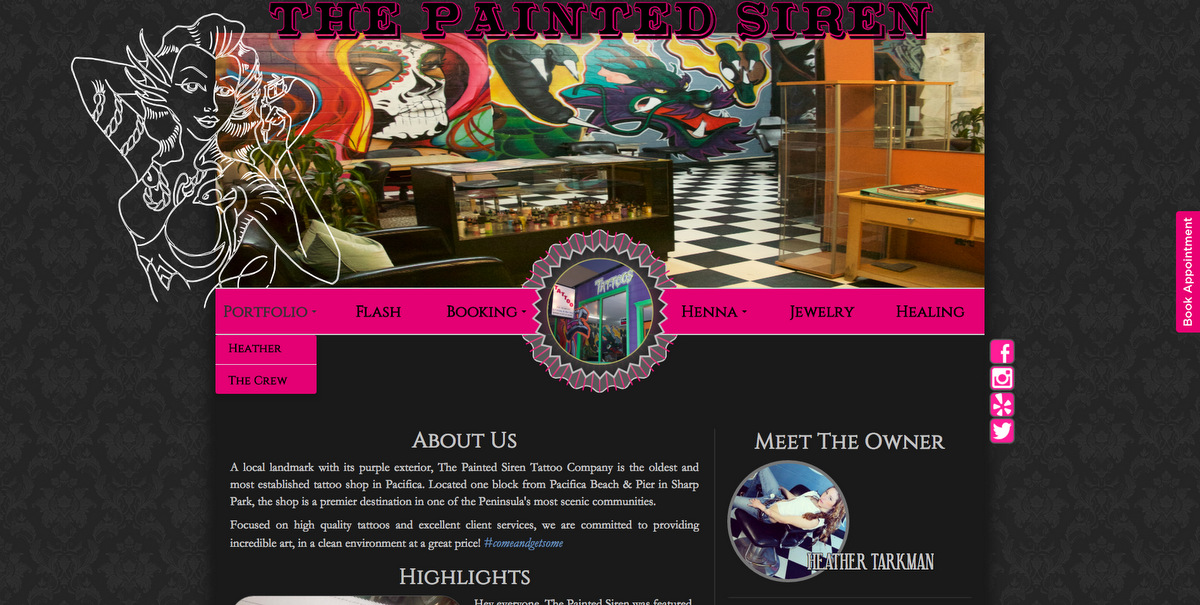 THE PAINTED SIREN
TATTOO
TATTOOS
PORTFOLIO
FLASH
BOOKING
HENNA
JEWELRY
HEALING
HEATHER
THE CREW
Book Appointment
ABOUT US
A local landmark with its purple exterior, The Painted Siren Tattoo Company is the oldest and
most established tattoo shop in Pacifica. Located one block from Pacifica Beach & Pier in Sharp
Park, the shop is a premier destination in one of the Peninsula's most scenic communities.
Focused on high quality tattoos and excellent client services, we are committed to providing
incredible art, in a clean environment at a great price! #comeandgetsome
HIGHLIGHTS
Hey everyone, The Painted Siren was featured
MEET THE OWNER
HEATHER TARKMAN